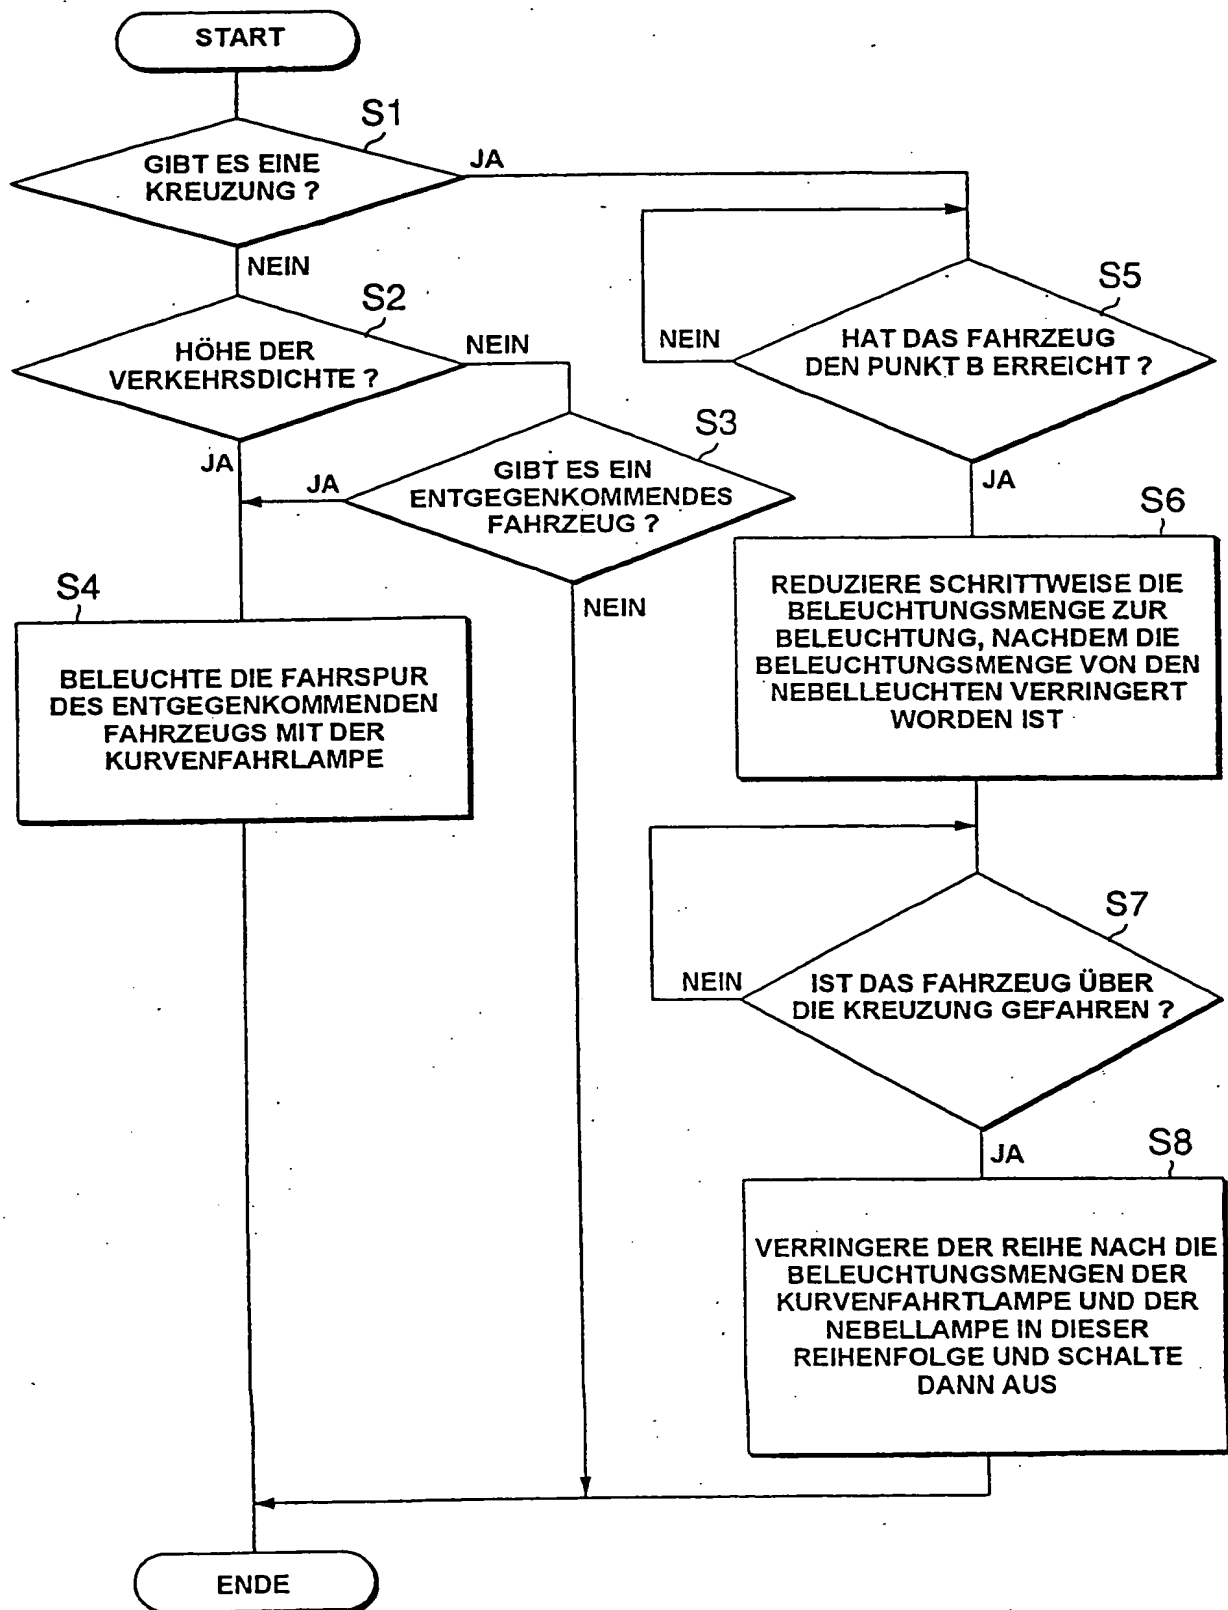 START
S1
GIBT ES EINE
KREUZUNG ?
JA
NEIN
S2
HÖHE DER
VERKEHRSDICHTE ?
NEIN
JA
S3
GIBT ES EIN
ENTGEGENKOMMENDES
FAHRZEUG ?
JA
NEIN
S4
BELEUCHTE DIE FAHRSPUR
DES ENTGEGENKOMMENDEN
FAHRZEUGS MIT DER
KURVENFAHRLAMPE
S5
HAT DAS FAHRZEUG
DEN PUNKT B ERREICHT ?
NEIN
JA
S6
REDUZIERE SCHRITTWEISE DIE
BELEUCHTUNGSMENGE ZUR
BELEUCHTUNG, NACHDEM DIE
BELEUCHTUNGSMENGE VON DEN
NEBELLEUCHTEN VERRINGERT
WORDEN IST
S7
IST DAS FAHRZEUG ÜBER
DIE KREUZUNG GEFAHREN ?
NEIN
JA
S8
VERRINGERE DER REIHE NACH DIE
BELEUCHTUNGSMENGEN DER
KURVENFAHRTLAMPE UND DER
NEBELLAMPE IN DIESER
REIHENFOLGE UND SCHALTE
DANN AUS
ENDE